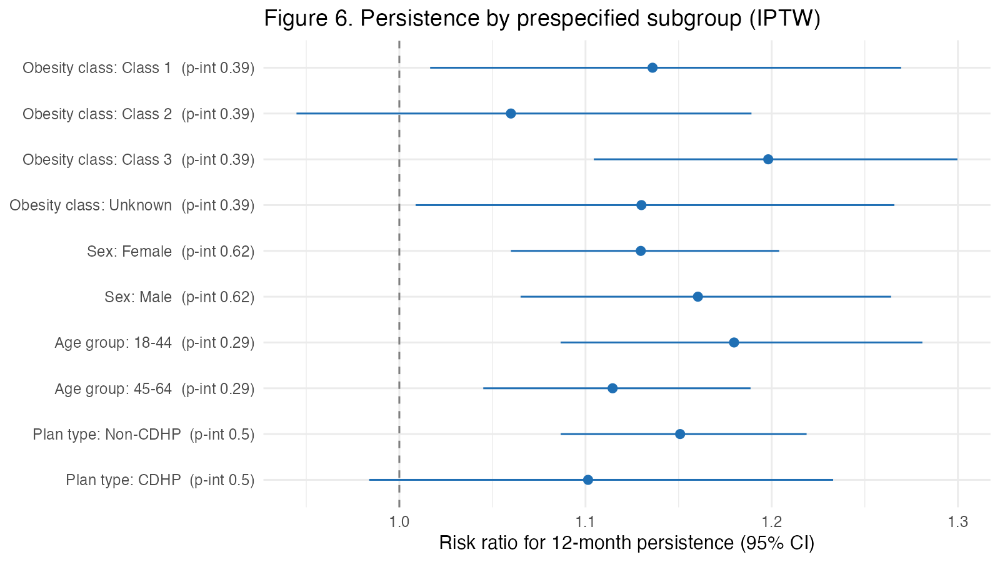 Figure 6. Persistence by prespecified subgroup (IPTW)
Obesity class: Class 1 (p-int 0.39)
Obesity class: Class 2 (p-int 0.39)
Obesity class: Class 3 (p-int 0.39)
Obesity class: Unknown (p-int 0.39)
Sex: Female (p-int 0.62)
Sex: Male (p-int 0.62)
Age group: 18-44 (p-int 0.29)
Age group: 45-64 (p-int 0.29)
Plan type: Non-CDHP (p-int 0.5)
Plan type: CDHP (p-int 0.5)
1.0 1.1 1.2 1.3
Risk ratio for 12-month persistence (95% CI)